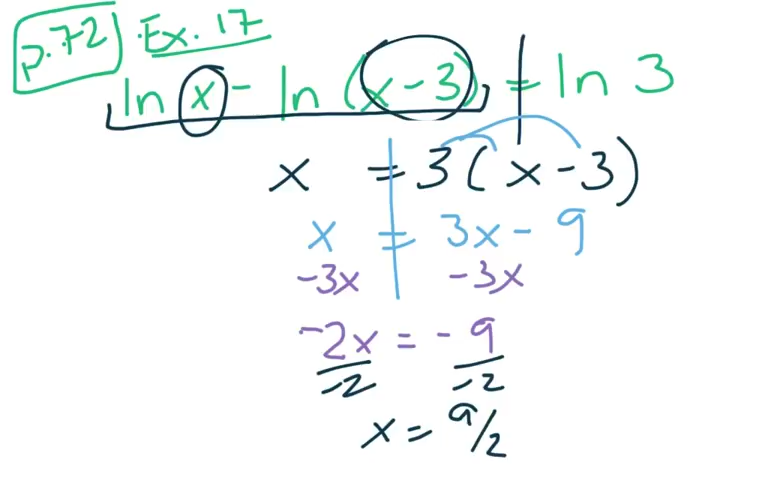 p.72 Ex. 17
ln x - ln (x-3) = ln 3
x = 3(x-3)
x = 3x - 9
-3x -3x
-2x = -9
-2 -2
x = 9/2